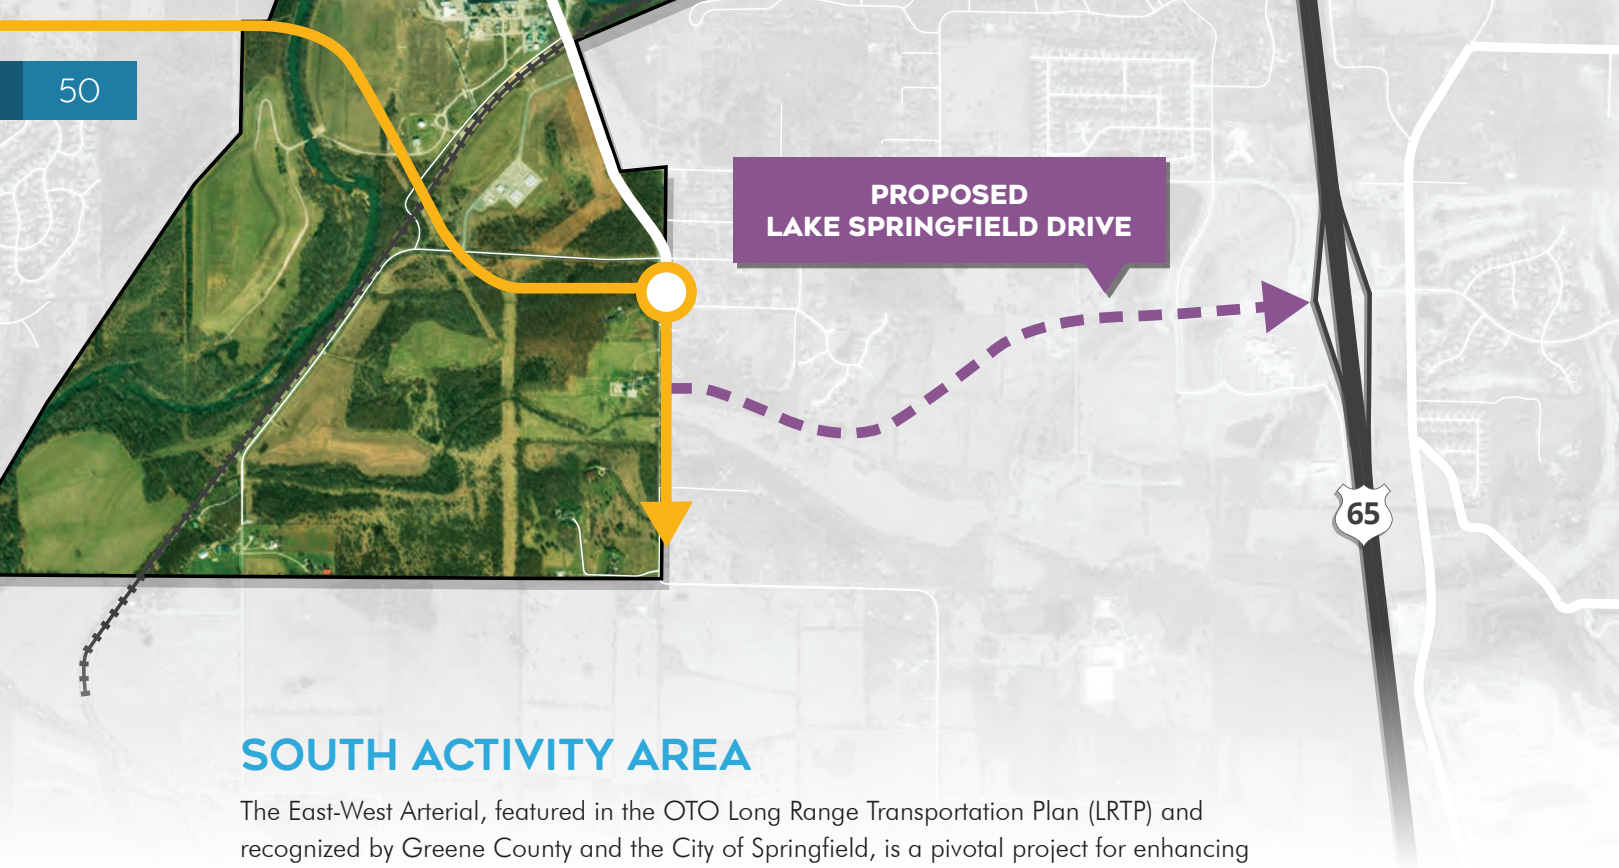 50
PROPOSED
LAKE SPRINGFIELD DRIVE
65
SOUTH ACTIVITY AREA
The East-West Arterial, featured in the OTO Long Range Transportation Plan (LRTP) and
recognized by Greene County and the City of Springfield, is a pivotal project for enhancing